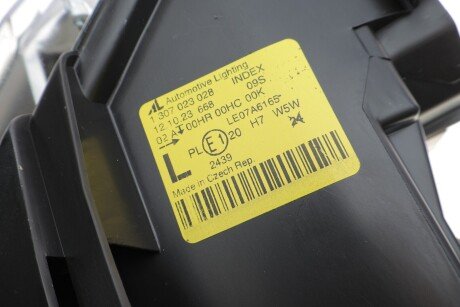 AL Automotive Lighting
1 307 023 028 INDEX
12 10 23 668 09S
02 A 00HR 00HC 00K
LE07A6165
PL E1 20 H7 W5W
2439
L
Made in Czech Rep.